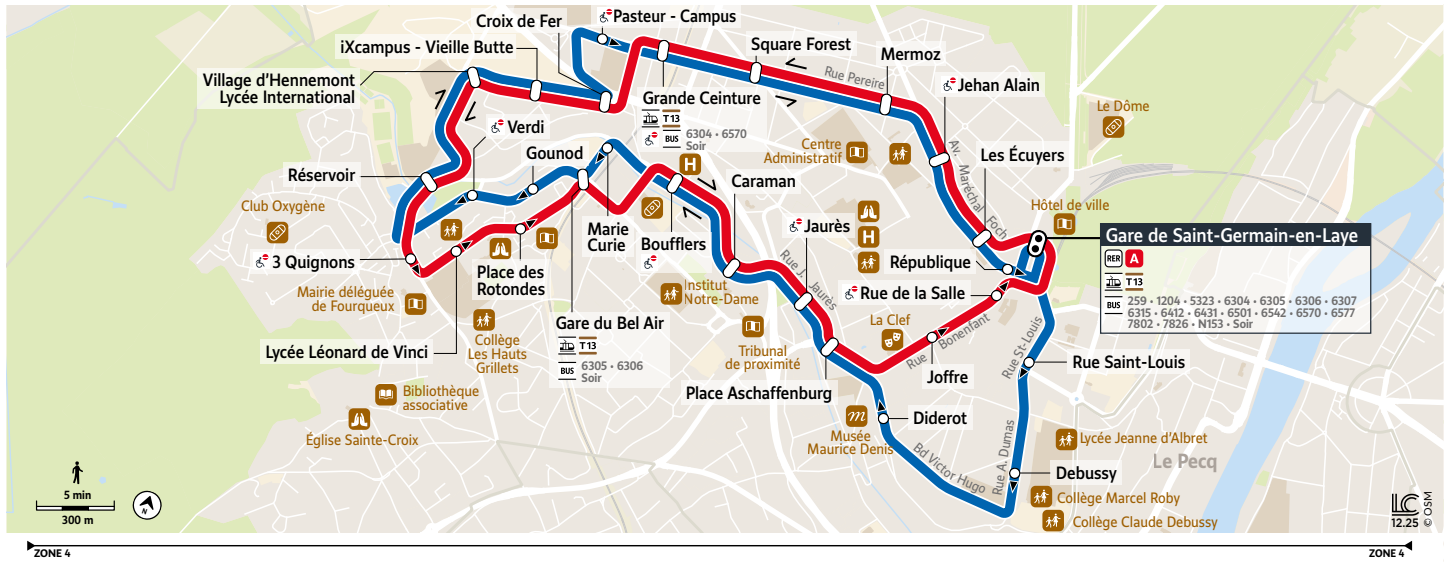 Croix de Fer
Pasteur - Campus
iXcampus - Vieille Butte
Square Forest
Mermoz
Village d'Hennemont
Lycée International
Rue Pereire
Jehan Alain
Grande Ceinture
T 13
BUS 6304 • 6570
Soir
Le Dôme
Verdi
Gounod
Centre
Administratif
Av. Maréchal Foch
Les Écuyers
H
Réservoir
Caraman
Club Oxygène
Hôtel de ville
Marie
Curie
Boufflers
Jaurès
H
Gare de Saint-Germain-en-Laye
RER A
T 13
BUS 259 • 1204 • 5323 • 6304 • 6305 • 6306 • 6307
6315 • 6412 • 6431 • 6501 • 6542 • 6570 • 6577
7802 • 7826 • N153 • Soir
3 Quignons
Place des
Rotondes
République
Rue J. Jaurès
Institut
Notre-Dame
Rue de la Salle
Mairie déléguée
de Fourqueux
Gare du Bel Air
T 13
BUS 6305 • 6306
Soir
La Clef
Rue Bonenfant
Rue St-Louis
Lycée Léonard de Vinci
Collège
Les Hauts
Grillets
Tribunal
de proximité
Joffre
Rue Saint-Louis
Place Aschaffenburg
Bibliothèque
associative
Diderot
m
Musée
Maurice Denis
Église Sainte-Croix
Bd Victor Hugo
Rue A. Dumas
Lycée Jeanne d'Albret
Le Pecq
Debussy
5 min
300 m
N
Collège Marcel Roby
Collège Claude Debussy
LC
12.25
© OSM
ZONE 4
ZONE 4